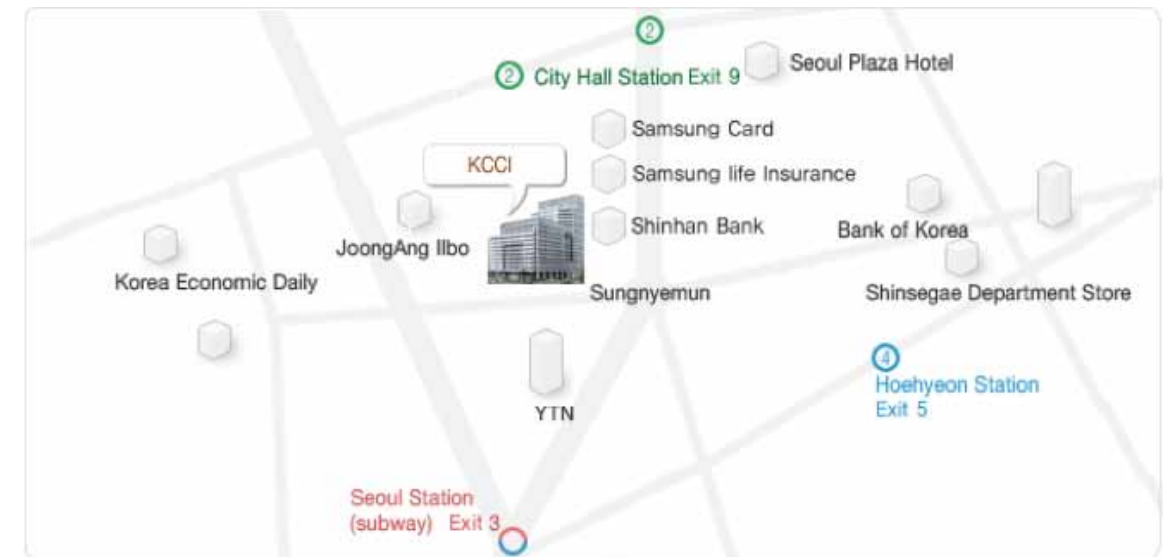 2
2 City Hall Station Exit 9
Seoul Plaza Hotel
Samsung Card
KCCI
Samsung life Insurance
JoongAng Ilbo
Shinhan Bank
Bank of Korea
Korea Economic Daily
Sungnyemun
Shinsegae Department Store
4
Hoehyeon Station
Exit 5
YTN
Seoul Station
(subway) Exit 3